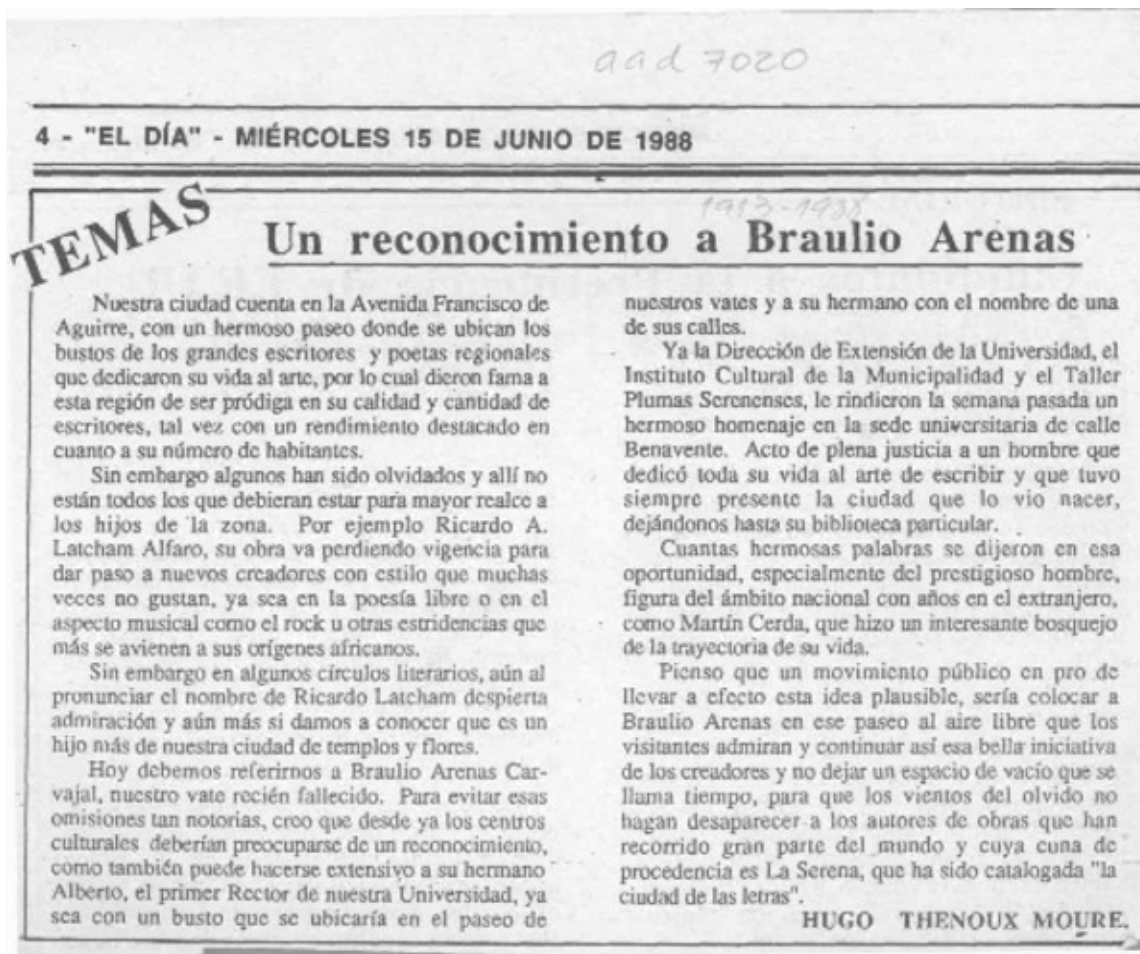 aad 7020
4 - "EL DÍA" - MIÉRCOLES 15 DE JUNIO DE 1988
TEMAS
1913-1988
Un reconocimiento a Braulio Arenas
Nuestra ciudad cuenta en la Avenida Francisco de
Aguirre, con un hermoso paseo donde se ubican los
bustos de los grandes escritores y poetas regionales
que dedicaron su vida al arte, por lo cual dieron fama a
esta región de ser pródiga en su calidad y cantidad de
escritores, tal vez con un rendimiento destacado en
cuanto a su número de habitantes.
Sin embargo algunos han sido olvidados y allí no
están todos los que debieran estar para mayor realce a
los hijos de la zona. Por ejemplo Ricardo A.
Latcham Alfaro, su obra va perdiendo vigencia para
dar paso a nuevos creadores con estilo que muchas
veces no gustan, ya sea en la poesía libre o en el
aspecto musical como el rock u otras estridencias que
más se avienen a sus orígenes africanos.
Sin embargo en algunos círculos literarios, aún al
pronunciar el nombre de Ricardo Latcham despierta
admiración y aún más si damos a conocer que es un
hijo más de nuestra ciudad de templos y flores.
Hoy debemos referirnos a Braulio Arenas Car-
vajal, nuestro vate recién fallecido. Para evitar esas
omisiones tan notorias, creo que desde ya los centros
culturales deberían preocuparse de un reconocimiento,
como también puede hacerse extensivo a su hermano
Alberto, el primer Rector de nuestra Universidad, ya
sea con un busto que se ubicaría en el paseo de
nuestros vates y a su hermano con el nombre de una
de sus calles.
Ya la Dirección de Extensión de la Universidad, el
Instituto Cultural de la Municipalidad y el Taller
Plumas Serenenses, le rindieron la semana pasada un
hermoso homenaje en la sede universitaria de calle
Benavente. Acto de plena justicia a un hombre que
dedicó toda su vida al arte de escribir y que tuvo
siempre presente la ciudad que lo vio nacer,
dejándonos hasta su biblioteca particular.
Cuantas hermosas palabras se dijeron en esa
oportunidad, especialmente del prestigioso hombre,
figura del ámbito nacional con años en el extranjero,
como Martín Cerda, que hizo un interesante bosquejo
de la trayectoria de su vida.
Pienso que un movimiento público en pro de
llevar a efecto esta idea plausible, sería colocar a
Braulio Arenas en ese paseo al aire libre que los
visitantes admiran y continuar así esa bella iniciativa
de los creadores y no dejar un espacio de vacío que se
llama tiempo, para que los vientos del olvido no
hagan desaparecer a los autores de obras que han
recorrido gran parte del mundo y cuya cuna de
procedencia es La Serena, que ha sido catalogada "la
ciudad de las letras".
HUGO THENOUX MOURE.